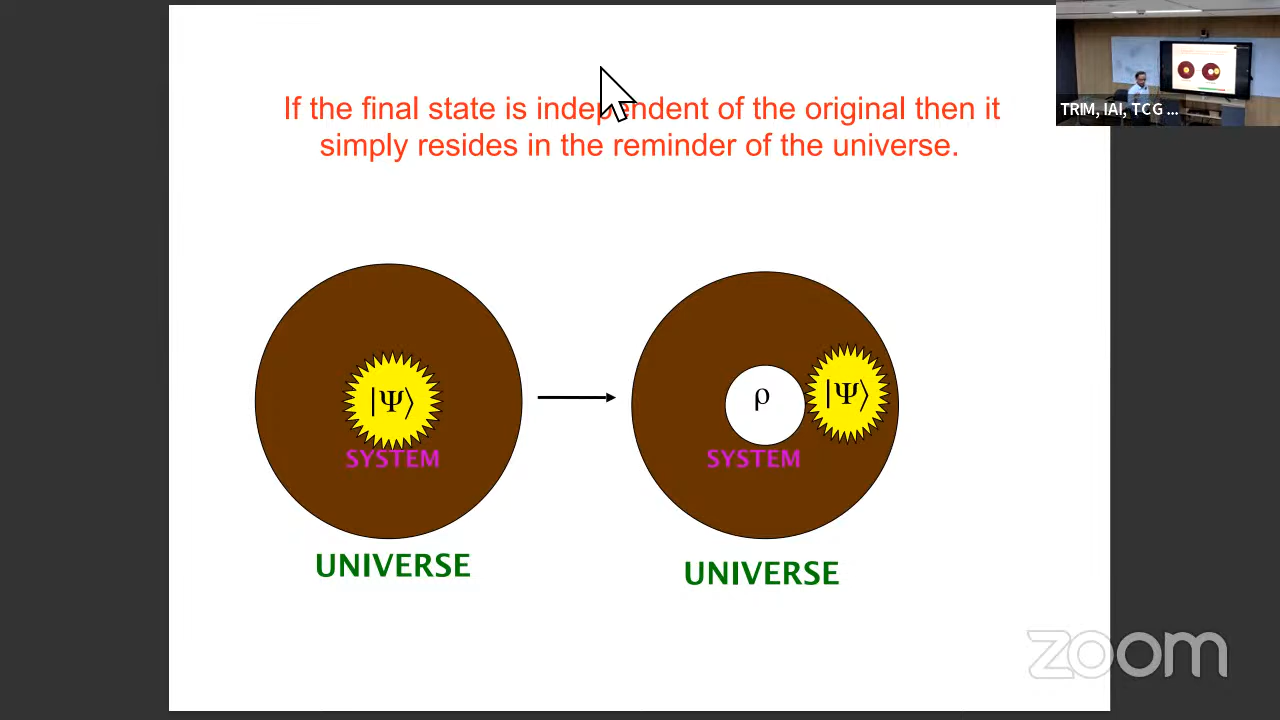 If the final state is independent of the original then it
simply resides in the reminder of the universe.
|Ψ⟩
SYSTEM
UNIVERSE
ρ
|Ψ⟩
SYSTEM
UNIVERSE
TRIM, IAI, TCG ...
zoom